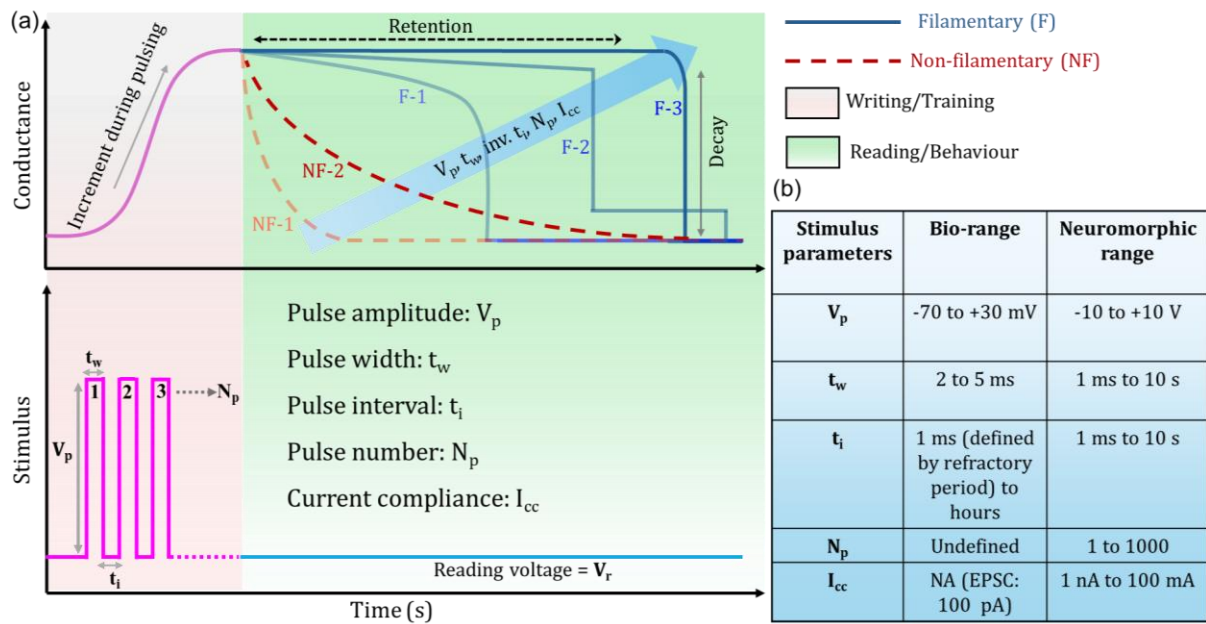 (a)
Retention
Increment during pulsing
F-1
F-2
F-3
Decay
V_p, t_w, inv. t_i, N_p, I_cc
NF-2
NF-1
Conductance
Filamentary (F)
Non-filamentary (NF)
Writing/Training
Reading/Behaviour
Stimulus
t_w
1 2 3
N_p
V_p
t_i
Pulse amplitude: V_p
Pulse width: t_w
Pulse interval: t_i
Pulse number: N_p
Current compliance: I_cc
Reading voltage = V_r
Time (s)
(b)
Stimulus
parameters
Bio-range
Neuromorphic
range
V_p
-70 to +30 mV
-10 to +10 V
t_w
2 to 5 ms
1 ms to 10 s
t_i
1 ms (defined
by refractory
period) to
hours
1 ms to 10 s
N_p
Undefined
1 to 1000
I_cc
NA (EPSC:
100 pA)
1 nA to 100 mA